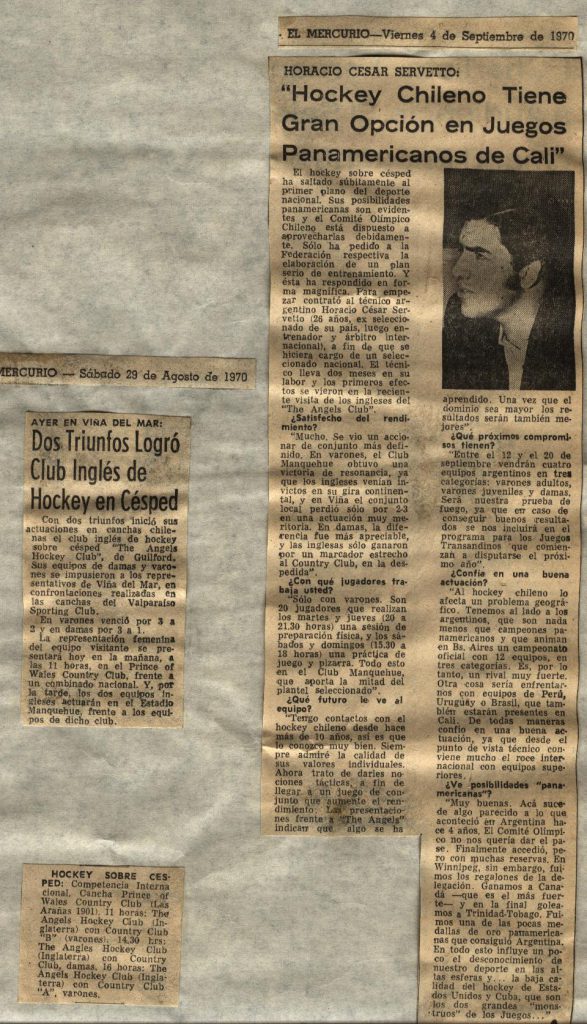 EL MERCURIO—Viernes 4 de Septiembre de 1970
HORACIO CESAR SERVETTO:
"Hockey Chileno Tiene
Gran Opción en Juegos
Panamericanos de Cali"
El hockey sobre césped
ha saltado súbitamente al
primer plano del deporte
nacional. Sus posibilidades
panamericanas son eviden-
tes y el Comité Olímpico
Chileno está dispuesto a
aprovecharlas debidamen-
te. Sólo ha pedido a la
Federación respectiva la
elaboración de un plan
serio de entrenamiento. Y
ésta ha respondido en for-
ma magnífica. Para empe-
zar contrató al técnico ar-
gentino Horacio César Ser-
vetto (26 años, ex seleccio-
nado de su país, luego en-
trenador y árbitro inter-
nacional), a fin de que se
hiciera cargo de un selec-
cionado nacional. El técni-
co lleva dos meses en su
labor y los primeros efec-
tos se vieron en la recien-
te visita de los ingleses del
"The Angels Club".
¿Satisfecho del rendi-
miento?
"Mucho. Se vio un accio-
nar de conjunto más defi-
nido. En varones, el Club
Manquehue obtuvo una
victoria de resonancia, ya
que los ingleses venían in-
victos en su gira continen-
tal, y en Viña el conjunto
local perdió sólo por 2-3
en una actuación muy me-
ritoria. En damas, la dife-
rencia fue más apreciable,
y las inglesas sólo ganaron
por un marcador estrecho
al Country Club, en la des-
pedida".
¿Con qué jugadores tra-
baja usted?
"Sólo con varones. Son
20 jugadores que realizan
los martes y jueves (20 a
21.30 horas) una sesión de
preparación física, y los sá-
bados y domingos (15.30 a
18 horas) una práctica de
juego y pizarra. Todo esto
en el Club Manquehue,
que aporta la mitad del
plantel seleccionado".
¿Qué futuro le ve al
equipo?
"Tengo contactos con el
hockey chileno desde hace
más de 10 años, así es que
lo conozco muy bien. Siem-
pre admiré la calidad de
sus valores individuales.
Ahora trato de darles no-
ciones tácticas, a fin de
llegar a un juego de con-
junto que aumente el ren-
dimiento. Las presentacio-
nes frente a "The Angels"
indican que algo se ha
aprendido. Una vez que el
dominio sea mayor los re-
sultados serán también me-
jores".
¿Qué próximos compromi-
sos tienen?
"Entre el 12 y el 20 de
septiembre vendrán cuatro
equipos argentinos en tres
categorías: varones adultos,
varones juveniles y damas.
Será nuestra prueba de
fuego, ya que en caso de
conseguir buenos resulta-
dos se nos incluirá en el
programa para los Juegos
Transandinos que comien-
zan a disputarse el próxi-
mo año".
¿Confía en una buena
actuación?
"Al hockey chileno lo
afecta un problema geográ-
fico. Tenemos al lado a los
argentinos, que son nada
menos que campeones pa-
namericanos y que animan
en Bs. Aires un campeonato
oficial con 12 equipos, en
tres categorías. Es, por lo
tanto, un rival muy fuerte.
Otra cosa sería enfrentar-
nos con equipos de Perú,
Uruguay o Brasil, que tam-
bién estarán presentes en
Cali. De todas maneras
confío en una buena ac-
tuación, ya que desde el
punto de vista técnico con-
viene mucho el roce inter-
nacional con equipos supe-
riores.
¿Ve posibilidades "pana-
mericanas"?
"Muy buenas. Acá suce-
de algo parecido a lo que
aconteció en Argentina ha-
ce 4 años. El Comité Olímpi-
co no nos quería dar el pa-
se. Finalmente accedió, pe-
ro con muchas reservas. En
Winnipeg, sin embargo, fui-
mos los regalones de la de-
legación. Ganamos a Cana-
dá —que es el más fuer-
te— y en la final golea-
mos a Trinidad-Tobago. Fui-
mos una de las pocas me-
dallas de oro panamerica-
nas que consiguió Argentina.
En todo esto influye un po-
co el desconocimiento de
nuestro deporte en las al-
tas esferas y... la baja ca-
lidad del hockey de Esta-
dos Unidos y Cuba, que son
los dos grandes "mons-
truos" de los Juegos..."
MERCURIO — Sábado 29 de Agosto de 1970
AYER EN VIÑA DEL MAR:
Dos Triunfos Logró
Club Inglés de
Hockey en Césped
Con dos triunfos inició sus
actuaciones en canchas chile-
nas el club inglés de hockey
sobre césped "The Angels
Hockey Club", de Guilford.
Sus equipos de damas y varo-
nes se impusieron a los repre-
sentativos de Viña del Mar, en
confrontaciones realizadas en
las canchas del Valparaíso
Sporting Club.
En varones venció por 3 a
2 y en damas por 3 a 1.
La representación femenina
del equipo visitante se pre-
sentará hoy en la mañana, a
las 11 horas, en el Prince of
Wales Country Club, frente a
un combinado nacional. Y, por
la tarde, los dos equipos in-
gleses actuarán en el Estadio
Manquehue, frente a los equi-
pos de dicho club.
HOCKEY SOBRE CES-
PED: Competencia Interna-
cional, Cancha Prince of
Wales Country Club (Las
Arañas 1901). 11 horas: The
Angels Hockey Club (In-
glaterra) con Country Club
"B" (varones). 14.30 hrs:
The Angles Hockey Club
(Inglaterra) con Country
Club, damas. 16 horas: The
Angels Hockey Club (Ingla-
terra) con Country Club
"A", varones.